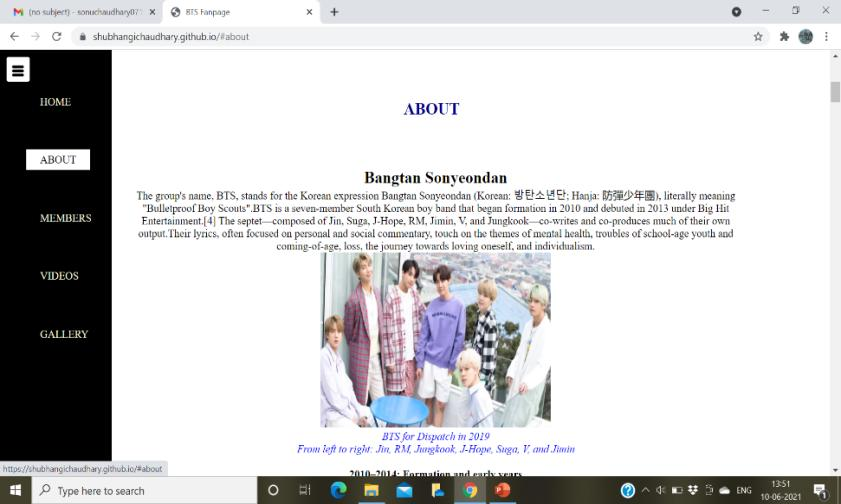 (no subject) - sonuchaudhary07
BTS Fanpage
shubhangichaudhary.github.io/#about
HOME
ABOUT
MEMBERS
VIDEOS
GALLERY
ABOUT
Bangtan Sonyeondan
The group's name, BTS, stands for the Korean expression Bangtan Sonyeondan (Korean: 방탄소년단; Hanja: 防彈少年團), literally meaning
"Bulletproof Boy Scouts".BTS is a seven-member South Korean boy band that began formation in 2010 and debuted in 2013 under Big Hit
Entertainment.[4] The septet—composed of Jin, Suga, J-Hope, RM, Jimin, V, and Jungkook—co-writes and co-produces much of their own
output.Their lyrics, often focused on personal and social commentary, touch on the themes of mental health, troubles of school-age youth and
coming-of-age, loss, the journey towards loving oneself, and individualism.
BTS for Dispatch in 2019
From left to right: Jin, RM, Jungkook, J-Hope, Suga, V, and Jimin
2010–2014: Formation and early years
https://shubhangichaudhary.github.io/#about
Type here to search
ENG
13:51
10-06-2021
1